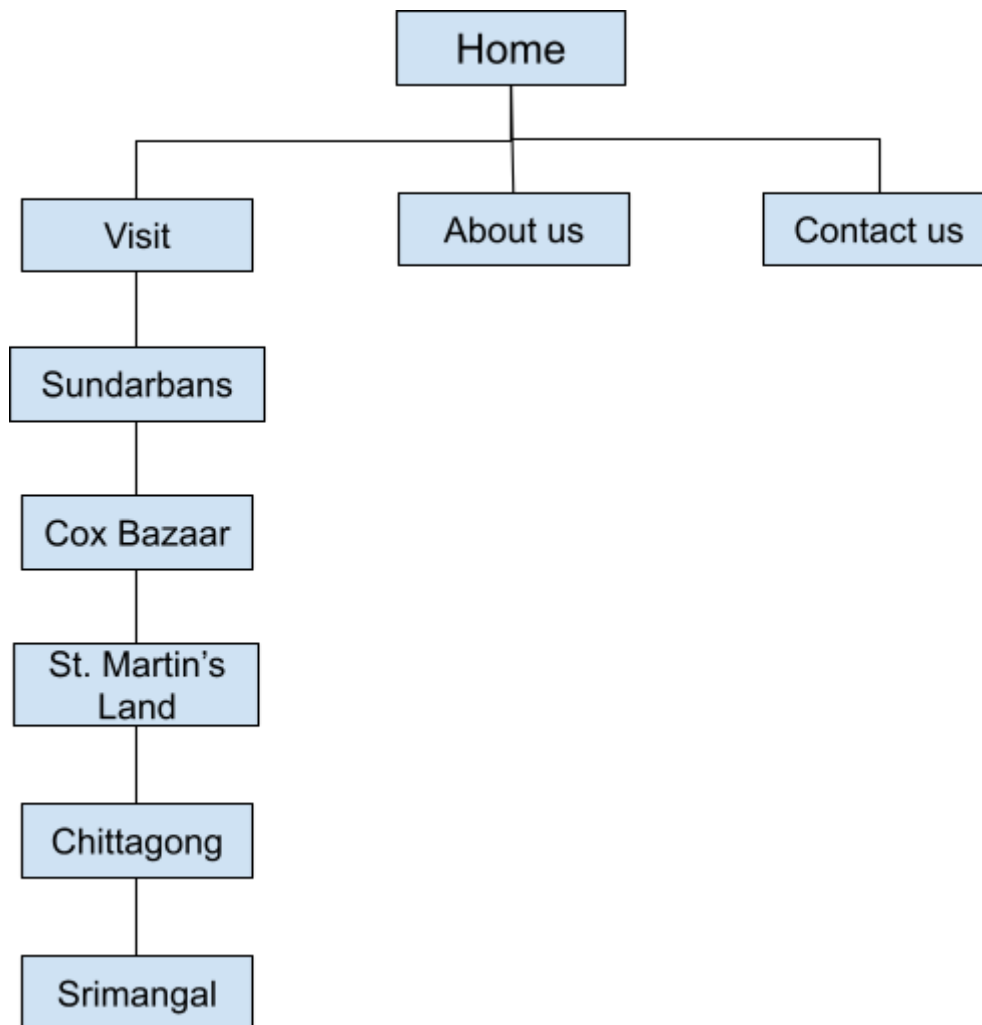 Home
Visit
About us
Contact us
Sundarbans
Cox Bazaar
St. Martin’s
Land
Chittagong
Srimangal